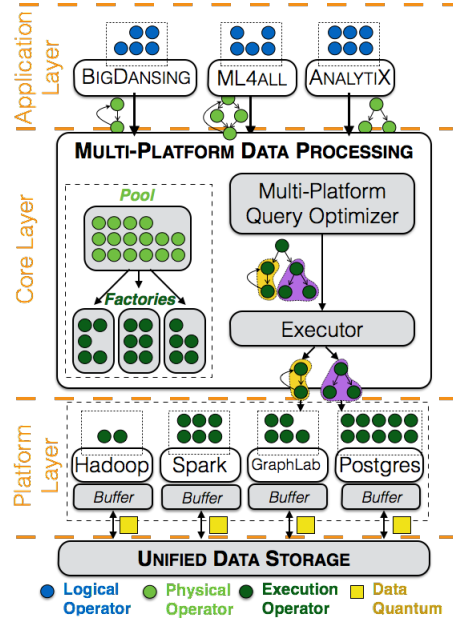 Application
Layer
BIGDANSING
ML4ALL
ANALYTIX
Core Layer
MULTI-PLATFORM DATA PROCESSING
Pool
Factories
Multi-Platform
Query Optimizer
Executor
Platform
Layer
Hadoop
Spark
GraphLab
Postgres
Buffer
Buffer
Buffer
Buffer
UNIFIED DATA STORAGE
Logical
Operator
Physical
Operator
Execution
Operator
Data
Quantum